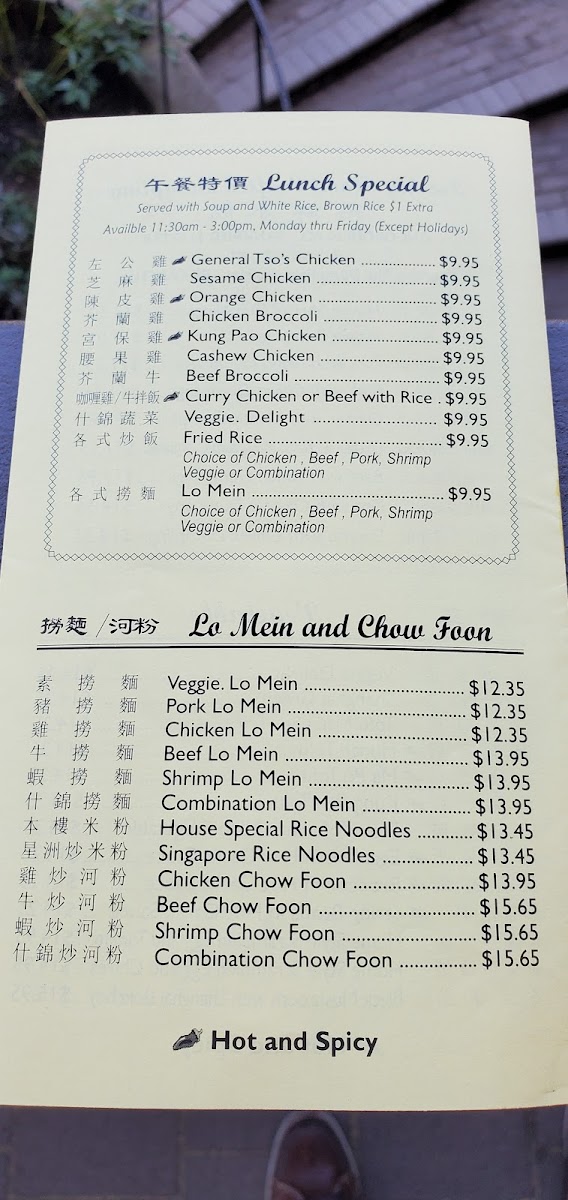 午餐特價 Lunch Special
Served with Soup and White Rice, Brown Rice $1 Extra
Availble 11:30am - 3:00pm, Monday thru Friday (Except Holidays)
左公雞 General Tso's Chicken .................. $9.95
芝麻雞 Sesame Chicken .......................... $9.95
陳皮雞 Orange Chicken .......................... $9.95
芥蘭雞 Chicken Broccoli ........................ $9.95
宮保雞 Kung Pao Chicken ....................... $9.95
腰果雞 Cashew Chicken ......................... $9.95
芥蘭牛 Beef Broccoli .............................. $9.95
咖喱雞/牛拌飯 Curry Chicken or Beef with Rice . $9.95
什錦蔬菜 Veggie. Delight ......................... $9.95
各式炒飯 Fried Rice ................................. $9.95
Choice of Chicken , Beef , Pork, Shrimp
Veggie or Combination
各式撈麵 Lo Mein ..................................... $9.95
Choice of Chicken , Beef , Pork, Shrimp
Veggie or Combination
撈麵/河粉 Lo Mein and Chow Foon
素撈麵 Veggie. Lo Mein ............................ $12.35
豬撈麵 Pork Lo Mein ............................... $12.35
雞撈麵 Chicken Lo Mein .......................... $12.35
牛撈麵 Beef Lo Mein ............................... $13.95
蝦撈麵 Shrimp Lo Mein ........................... $13.95
什錦撈麵 Combination Lo Mein .................. $13.95
本樓米粉 House Special Rice Noodles .......... $13.45
星洲炒米粉 Singapore Rice Noodles ............... $13.45
雞炒河粉 Chicken Chow Foon .................... $13.95
牛炒河粉 Beef Chow Foon ......................... $15.65
蝦炒河粉 Shrimp Chow Foon ..................... $15.65
什錦炒河粉 Combination Chow Foon ............. $15.65
Hot and Spicy